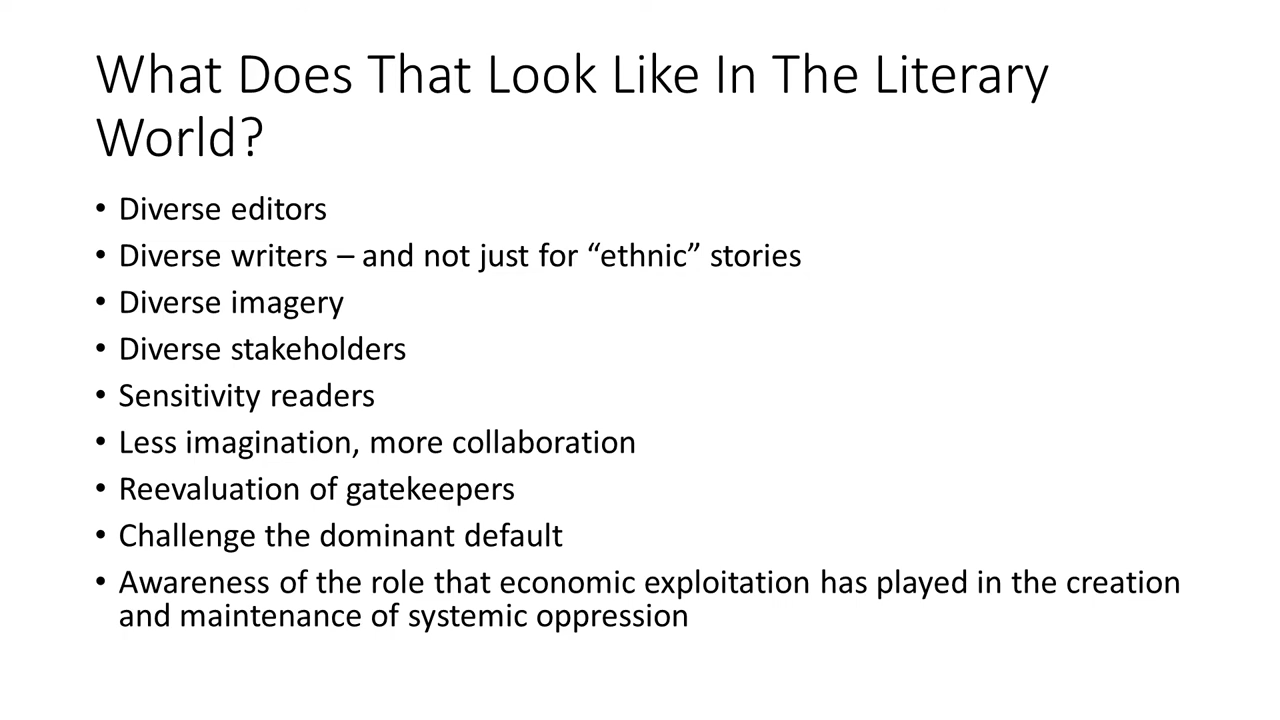 What Does That Look Like In The Literary
World?
• Diverse editors
• Diverse writers – and not just for “ethnic” stories
• Diverse imagery
• Diverse stakeholders
• Sensitivity readers
• Less imagination, more collaboration
• Reevaluation of gatekeepers
• Challenge the dominant default
• Awareness of the role that economic exploitation has played in the creation
and maintenance of systemic oppression